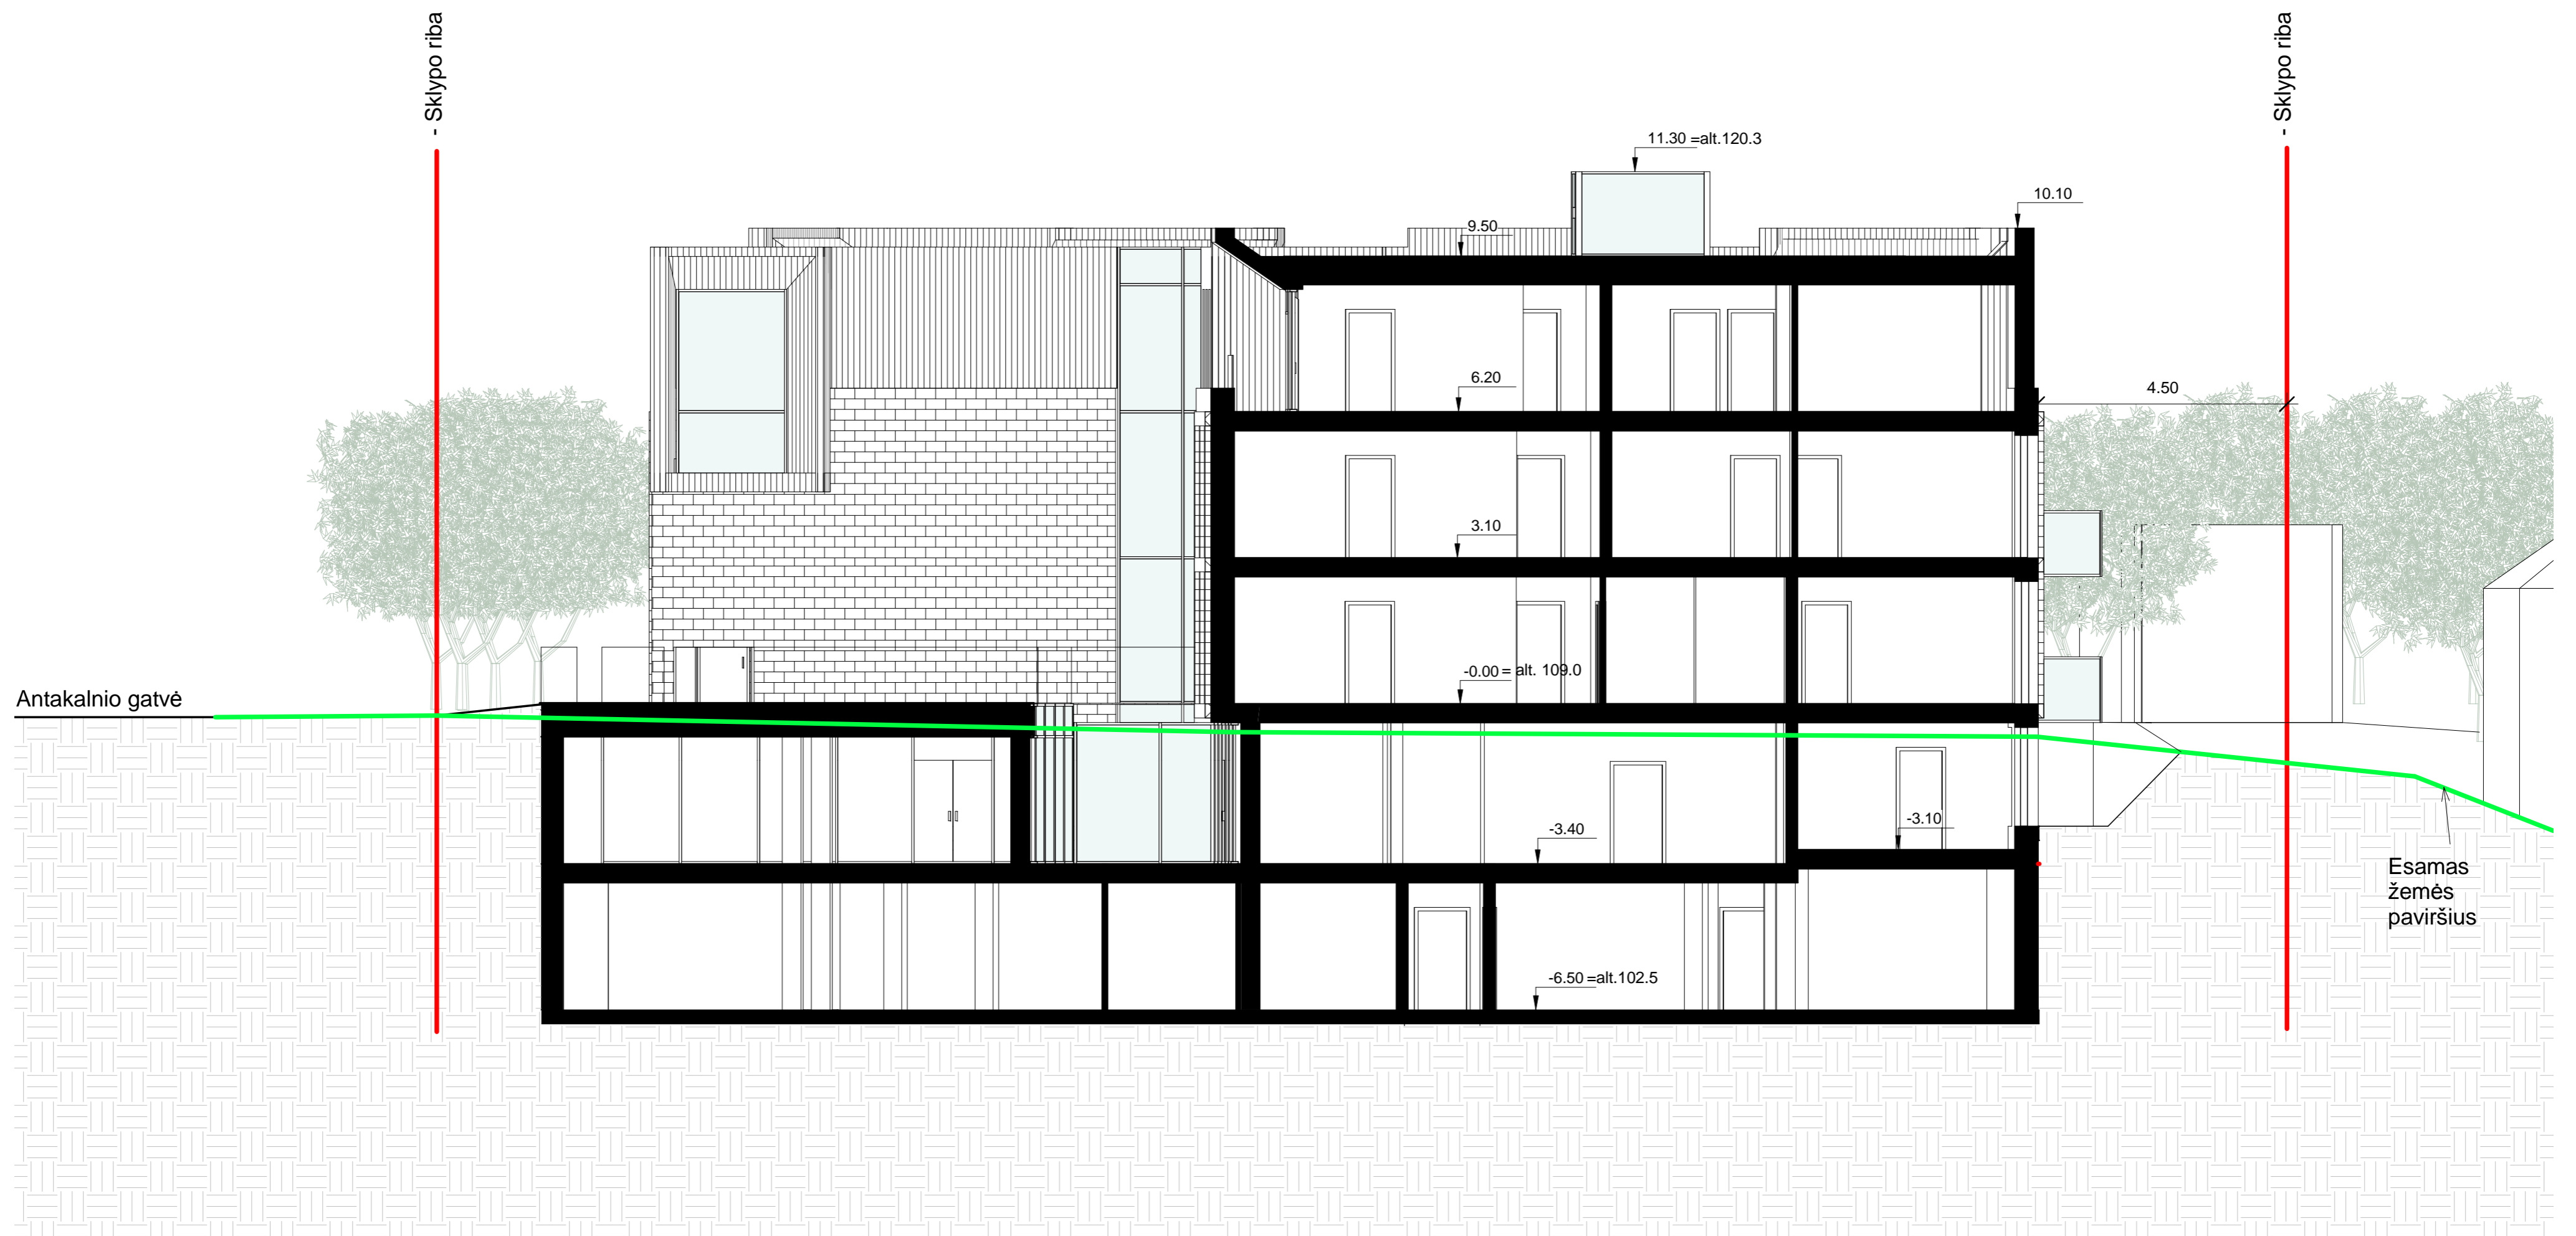 - Sklypo riba
- Sklypo riba
11.30 =alt.120.3
10.10
9.50
6.20
4.50
3.10
-0.00 = alt. 109.0
Antakalnio gatvė
-3.40
-3.10
Esamas
žemės
paviršius
-6.50 =alt.102.5